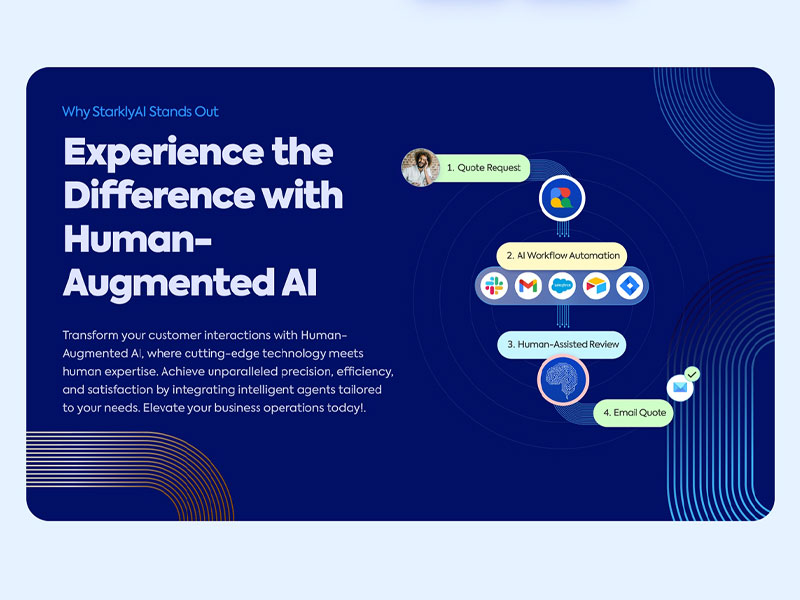 Why StarklyAI Stands Out
Experience the
Difference with
Human-
Augmented AI
Transform your customer interactions with Human-
Augmented AI, where cutting-edge technology meets
human expertise. Achieve unparalleled precision, efficiency,
and satisfaction by integrating intelligent agents tailored
to your needs. Elevate your business operations today!.
1. Quote Request
2. AI Workflow Automation
salesforce
3. Human-Assisted Review
4. Email Quote